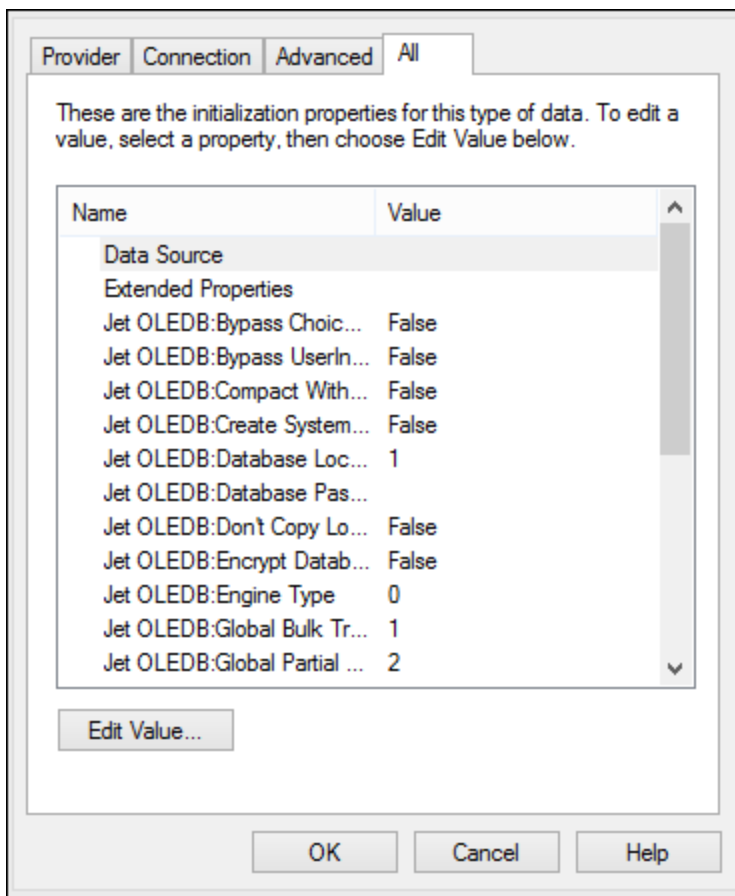 Provider Connection Advanced All
These are the initialization properties for this type of data. To edit a
value, select a property, then choose Edit Value below.
Name Value
Data Source
Extended Properties
Jet OLEDB:Bypass Choic... False
Jet OLEDB:Bypass UserIn... False
Jet OLEDB:Compact With... False
Jet OLEDB:Create System... False
Jet OLEDB:Database Loc... 1
Jet OLEDB:Database Pas...
Jet OLEDB:Don't Copy Lo... False
Jet OLEDB:Encrypt Datab... False
Jet OLEDB:Engine Type 0
Jet OLEDB:Global Bulk Tr... 1
Jet OLEDB:Global Partial ... 2
Edit Value...
OK Cancel Help